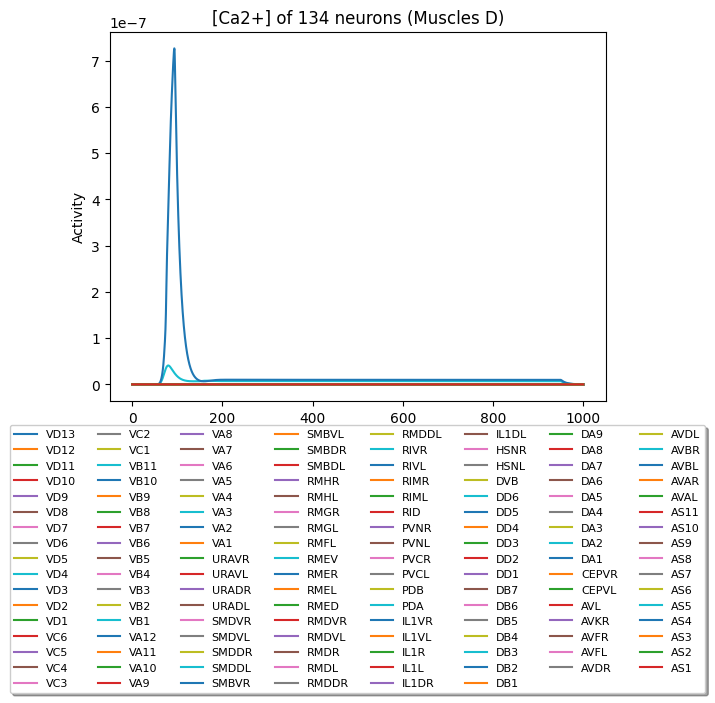 [Ca2+] of 134 neurons (Muscles D)
1e−7
7
6
5
4
3
2
1
0
Activity
0 200 400 600 800 1000
VD13 VC2 VA8 SMBVL RMDDL IL1DL DA9 AVDL
VD12 VC1 VA7 SMBDR RIVR HSNR DA8 AVBR
VD11 VB11 VA6 SMBDL RIVL HSNL DA7 AVBL
VD10 VB10 VA5 RMHR RIMR DVB DA6 AVAR
VD9 VB9 VA4 RMHL RIML DD6 DA5 AVAL
VD8 VB8 VA3 RMGR RID DD5 DA4 AS11
VD7 VB7 VA2 RMGL PVNR DD4 DA3 AS10
VD6 VB6 VA1 RMFL PVNL DD3 DA2 AS9
VD5 VB5 URAVR RMEV PVCR DD2 DA1 AS8
VD4 VB4 URAVL RMER PVCL DD1 CEPVR AS7
VD3 VB3 URADR RMEL PDB DB7 CEPVL AS6
VD2 VB2 URADL RMED PDA DB6 AVL AS5
VD1 VB1 SMDVR RMDVR IL1VR DB5 AVKR AS4
VC6 VA12 SMDVL RMDVL IL1VL DB4 AVFR AS3
VC5 VA11 SMDDR RMDR IL1R DB3 AVFL AS2
VC4 VA10 SMDDL RMDL IL1L DB2 AVDR AS1
VC3 VA9 SMBVR RMDDR IL1DR DB1